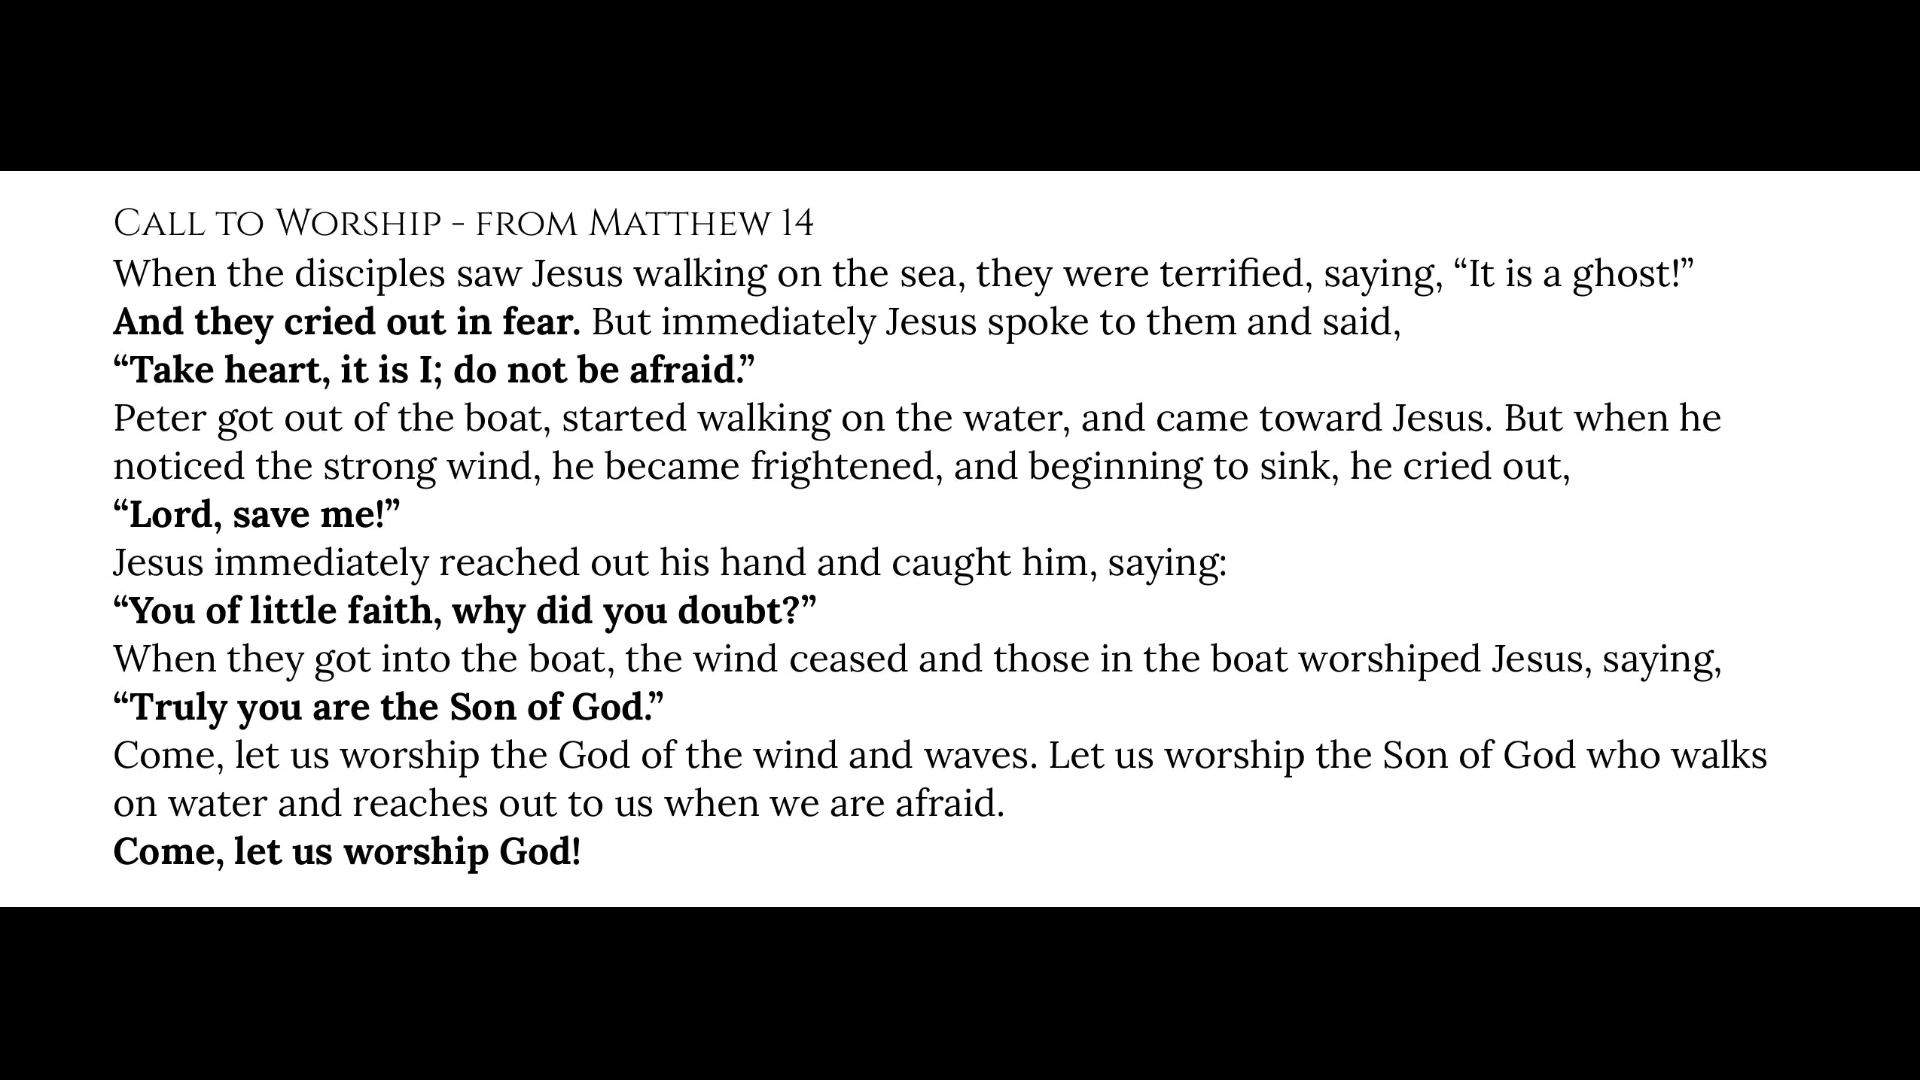 Call to Worship - from Matthew 14
When the disciples saw Jesus walking on the sea, they were terrified, saying, “It is a ghost!”
And they cried out in fear. But immediately Jesus spoke to them and said,
“Take heart, it is I; do not be afraid.”
Peter got out of the boat, started walking on the water, and came toward Jesus. But when he
noticed the strong wind, he became frightened, and beginning to sink, he cried out,
“Lord, save me!”
Jesus immediately reached out his hand and caught him, saying:
“You of little faith, why did you doubt?”
When they got into the boat, the wind ceased and those in the boat worshiped Jesus, saying,
“Truly you are the Son of God.”
Come, let us worship the God of the wind and waves. Let us worship the Son of God who walks
on water and reaches out to us when we are afraid.
Come, let us worship God!